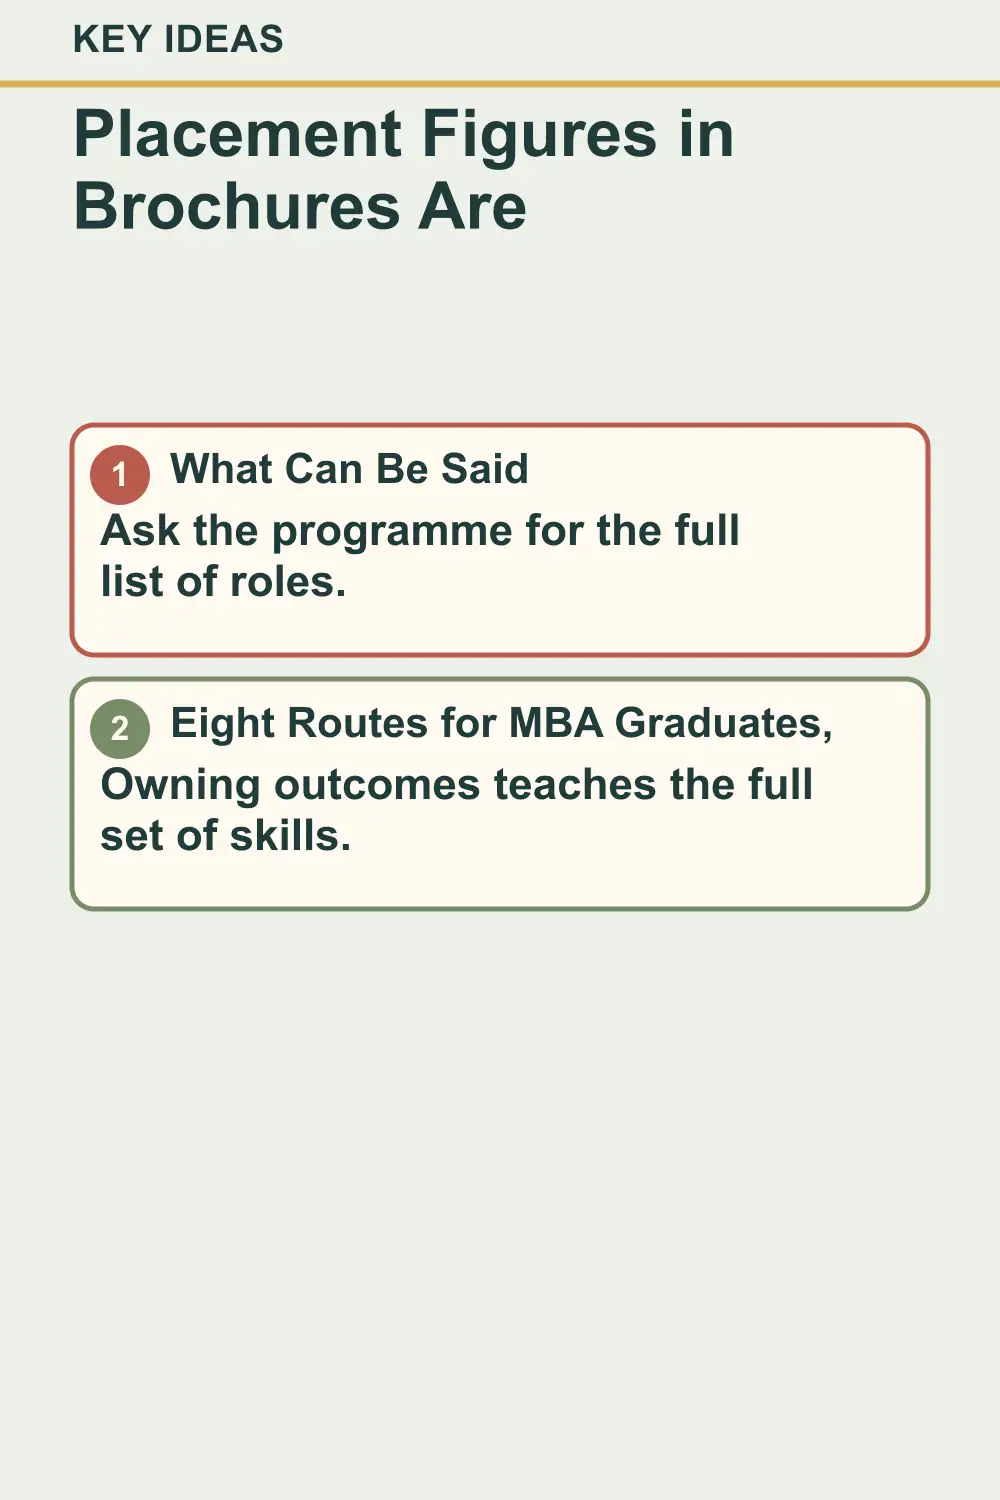 KEY IDEAS
Placement Figures in
Brochures Are
1 What Can Be Said
Ask the programme for the full
list of roles.
2 Eight Routes for MBA Graduates,
Owning outcomes teaches the full
set of skills.